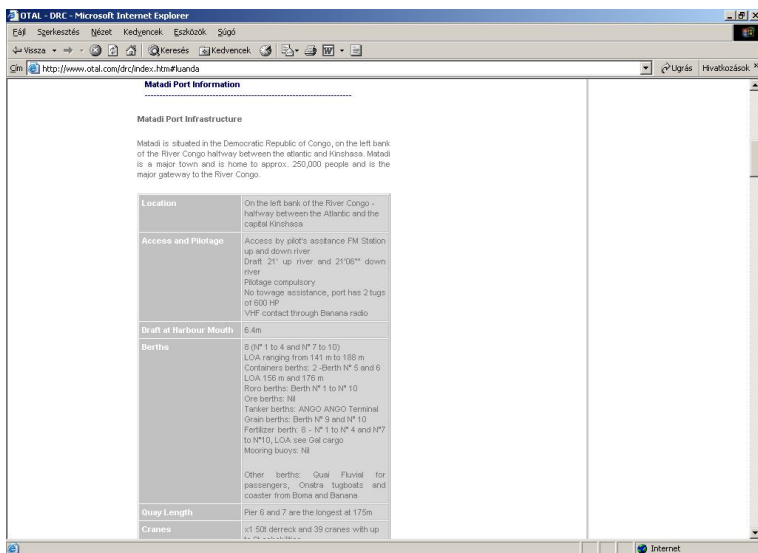 OTAL - DRC - Microsoft Internet Explorer
Fájl Szerkesztés Nézet Kedvencek Eszközök Súgó
Vissza Keresés Kedvencek
Cím http://www.otal.com/drc/index.htm#luanda Ugrás Hivatkozások
Matadi Port Information
Matadi Port Infrastructure
Matadi is situated in the Democratic Republic of Congo, on the left bank
of the River Congo halfway between the atlantic and Kinshasa. Matadi
is a major town and is home to approx. 250,000 people and is the
major gateway to the River Congo.
Location
On the left bank of the River Congo -
halfway between the Atlantic and the
capital Kinshasa
Access and Pilotage
Access by pilot's assitance FM Station
up and down river
Draft 21' up river and 21'06"" down
river
Pilotage compulsory
No towage assistance, port has 2 tugs
of 600 HP
VHF contact through Banana radio
Draft at Harbour Mouth
6.4m
Berths
8 (N° 1 to 4 and N° 7 to 10)
LOA ranging from 141 m to 188 m
Containers berths: 2 -Berth N° 5 and 6
LOA 156 m and 176 m
Roro berths: Berth N° 1 to N° 10
Ore berths: Nil
Tanker berths: ANGO ANGO Terminal
Grain berths: Berth N° 9 and N° 10
Fertilizer berth: 8 - N° 1 to N° 4 and N°7
to N°10, LOA see Gal cargo
Mooring buoys: Nil
Other berths: Quai Fluvial for
passengers, Onatra tugboats and
coaster from Boma and Banana
Quay Length
Pier 6 and 7 are the longest at 175m
Cranes
x1 50t derreck and 39 cranes with up
Internet